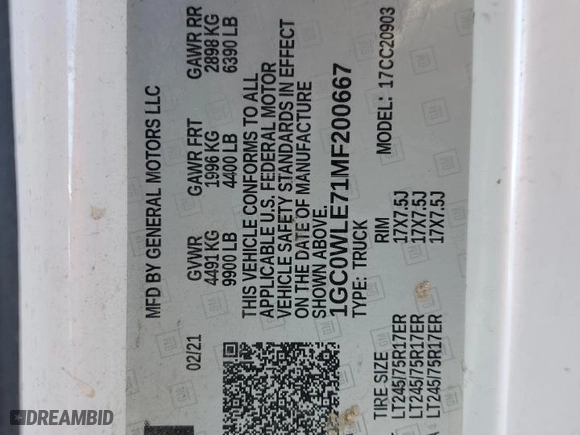 MFD BY GENERAL MOTORS LLC
02/21 GVWR GAWR FRT GAWR RR
4491 KG 1996 KG 2898 KG
9900 LB 4400 LB 6390 LB
THIS VEHICLE CONFORMS TO ALL
APPLICABLE U.S. FEDERAL MOTOR
VEHICLE SAFETY STANDARDS IN EFFECT
ON THE DATE OF MANUFACTURE
SHOWN ABOVE.
1GC0WLE71MF200667
TYPE: TRUCK MODEL: 17CC20903
TIRE SIZE RIM
LT245/75R17ER 17X7.5J
LT245/75R17ER 17X7.5J
LT245/75R17ER 17X7.5J
DREAMBID